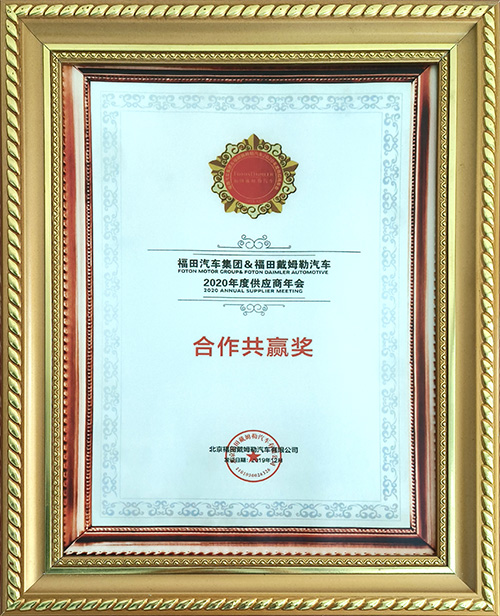 福田汽车集团&福田戴姆勒汽车
FOTON MOTOR GROUP& FOTON DAIMLER AUTOMOTIVE
2020年度供应商年会
2020 ANNUAL SUPPLIER MEETING
合作共赢奖
北京福田戴姆勒汽车有限公司